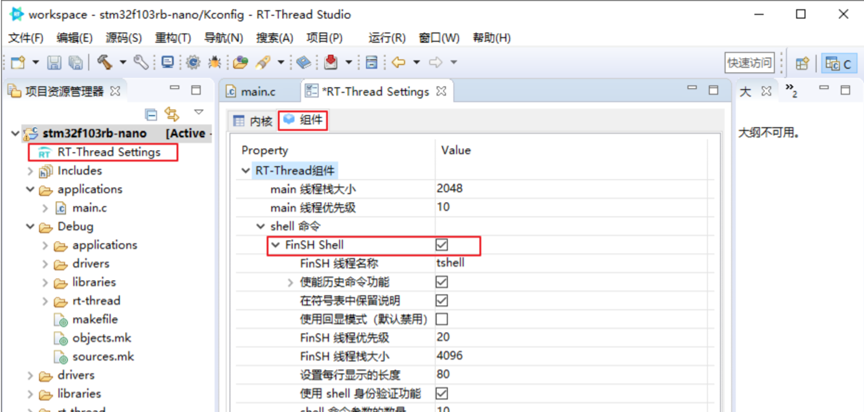 workspace - stm32f103rb-nano/Kconfig - RT-Thread Studio
文件(F) 编辑(E) 源码(S) 重构(T) 导航(N) 搜索(A) 项目(P) 运行(R) 窗口(W) 帮助(H)
快速访问 C
项目资源管理器
main.c *RT-Thread Settings
大 »2
stm32f103rb-nano [Active -
RT RT-Thread Settings
Includes
applications
main.c
Debug
applications
drivers
libraries
rt-thread
makefile
objects.mk
sources.mk
drivers
libraries
rt-thread
内核 组件
Property Value
RT-Thread组件
main 线程栈大小 2048
main 线程优先级 10
shell 命令
FinSH Shell
FinSH 线程名称 tshell
使能历史命令功能
在符号表中保留说明
使用回显模式（默认禁用）
FinSH 线程优先级 20
FinSH 线程栈大小 4096
设置每行显示的长度 80
使用 shell 身份验证功能
shell 命令参数的数量 10
大纲不可用。